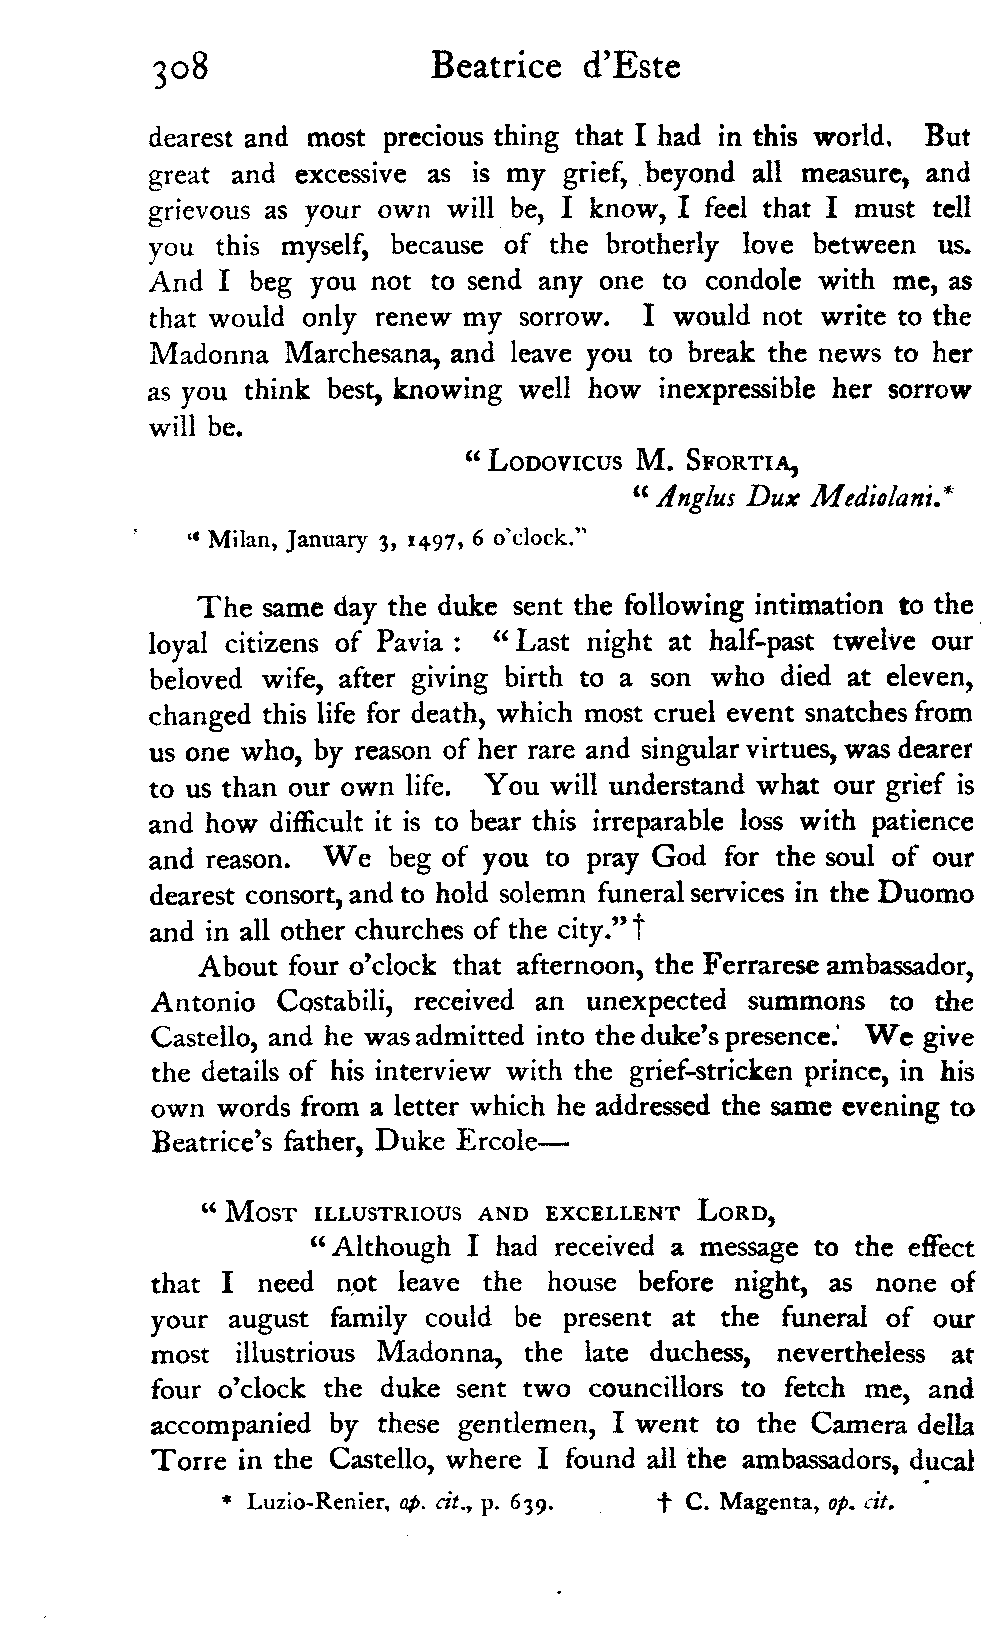 308 Beatrice d'Este
dearest and most precious thing that I had in this world. But
great and excessive as is my grief, beyond all measure, and
grievous as your own will be, I know, I feel that I must tell
you this myself, because of the brotherly love between us.
And I beg you not to send any one to condole with me, as
that would only renew my sorrow. I would not write to the
Madonna Marchesana, and leave you to break the news to her
as you think best, knowing well how inexpressible her sorrow
will be.
“ Lodovicus M. Sfortia,
“ Anglus Dux Mediolani.*
“ Milan, January 3, 1497, 6 o'clock.”
The same day the duke sent the following intimation to the
loyal citizens of Pavia : “ Last night at half-past twelve our
beloved wife, after giving birth to a son who died at eleven,
changed this life for death, which most cruel event snatches from
us one who, by reason of her rare and singular virtues, was dearer
to us than our own life. You will understand what our grief is
and how difficult it is to bear this irreparable loss with patience
and reason. We beg of you to pray God for the soul of our
dearest consort, and to hold solemn funeral services in the Duomo
and in all other churches of the city.” †
About four o'clock that afternoon, the Ferrarese ambassador,
Antonio Costabili, received an unexpected summons to the
Castello, and he was admitted into the duke's presence. We give
the details of his interview with the grief-stricken prince, in his
own words from a letter which he addressed the same evening to
Beatrice's father, Duke Ercole—
“ Most illustrious and excellent Lord,
“ Although I had received a message to the effect
that I need not leave the house before night, as none of
your august family could be present at the funeral of our
most illustrious Madonna, the late duchess, nevertheless at
four o'clock the duke sent two councillors to fetch me, and
accompanied by these gentlemen, I went to the Camera della
Torre in the Castello, where I found all the ambassadors, ducal
* Luzio-Renier, op. cit., p. 639. † C. Magenta, op. cit.